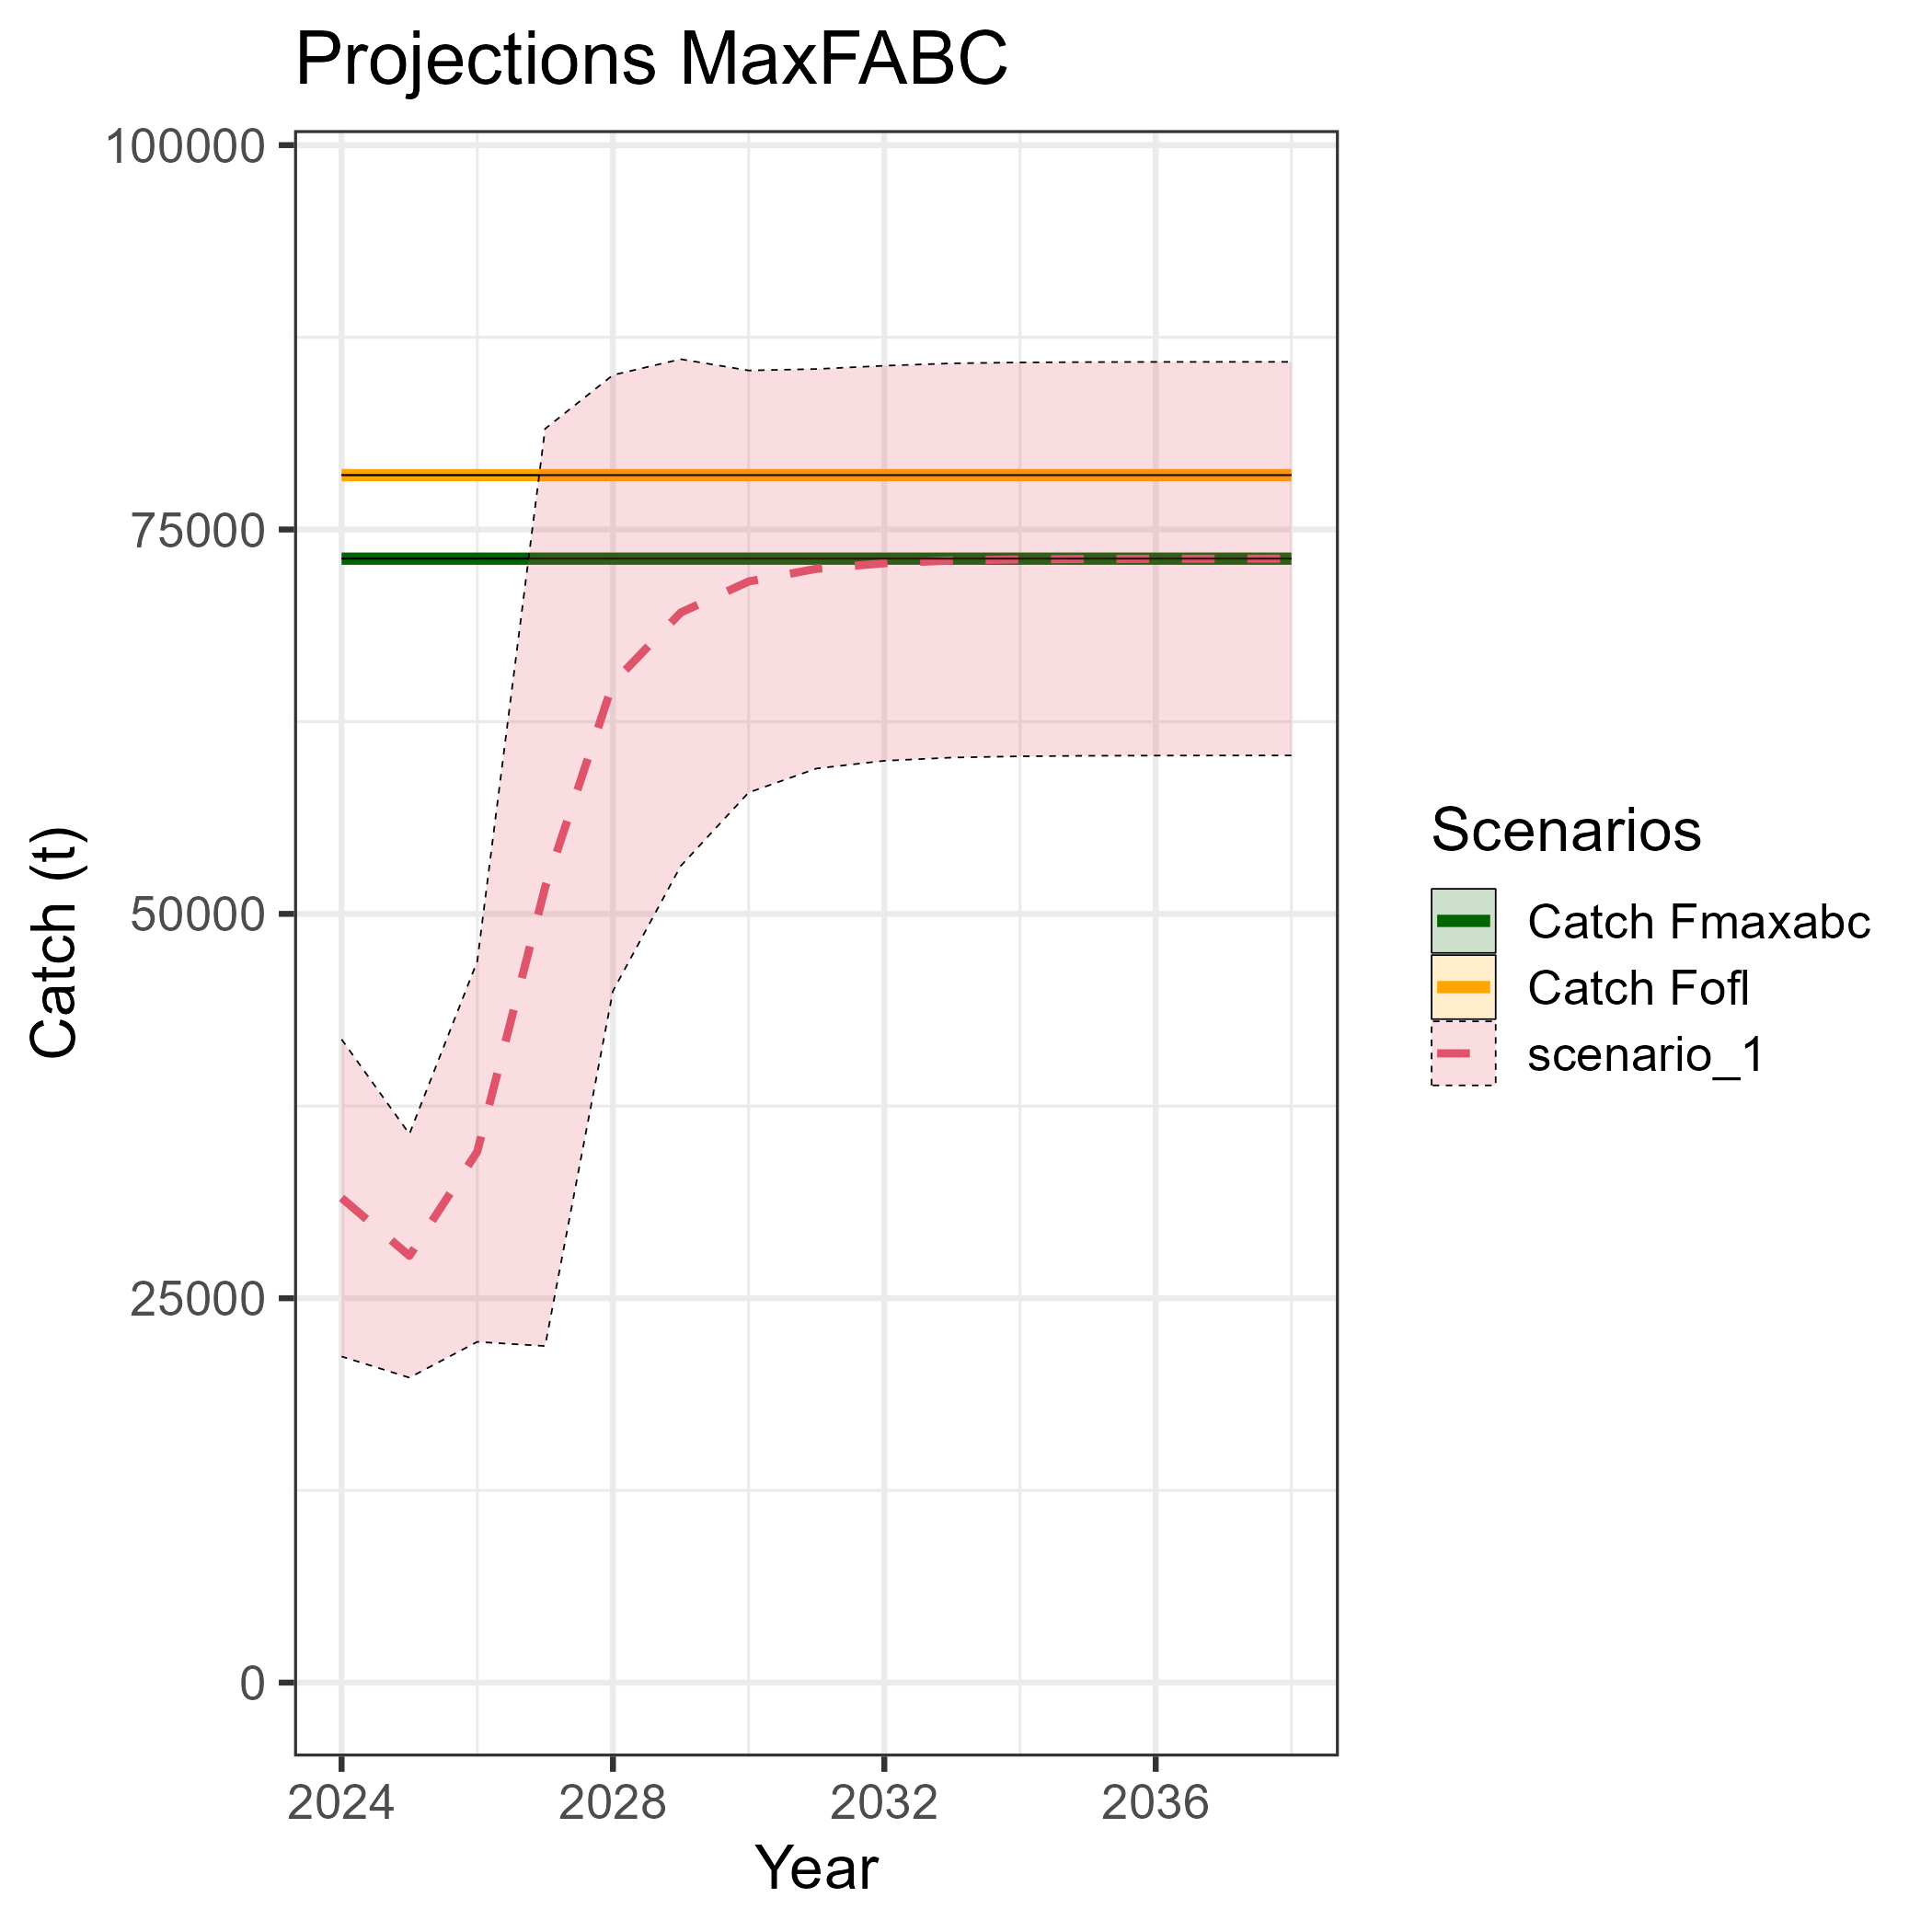 Projections MaxFABC
100000
75000
50000
25000
0
Catch (t)
2024 2028 2032 2036
Year
Scenarios
Catch Fmaxabc
Catch Fofl
scenario_1